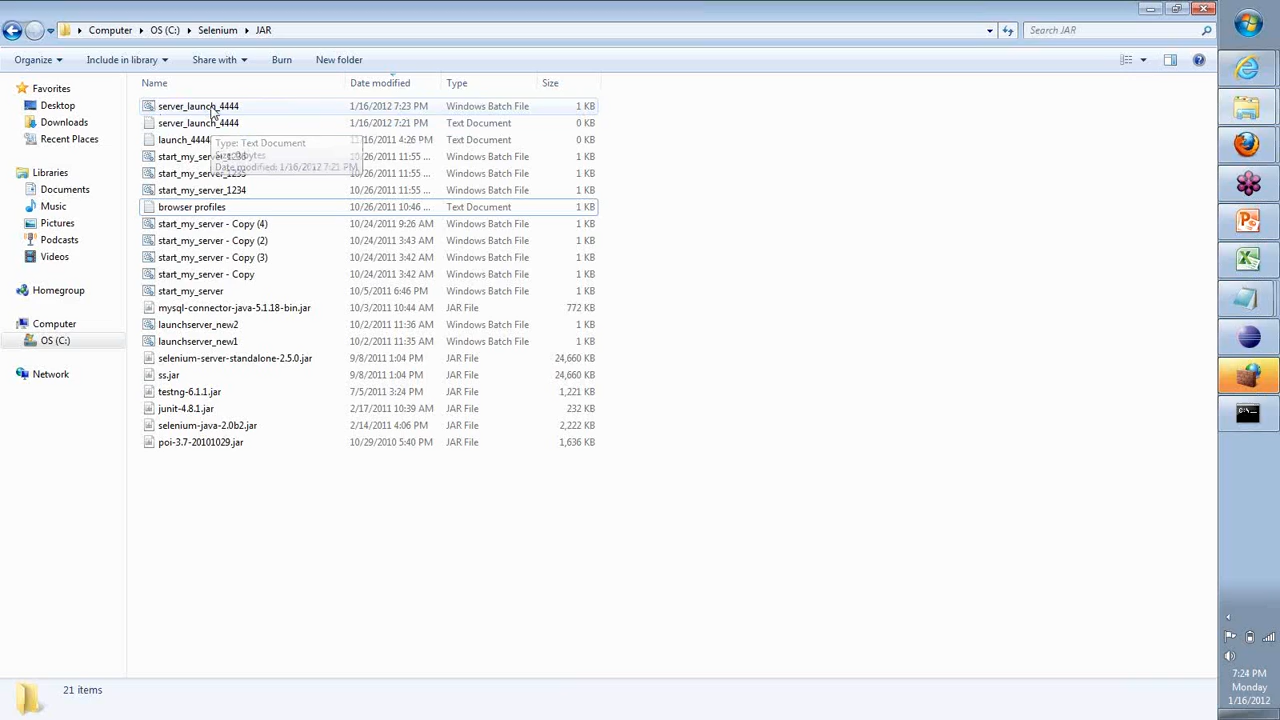 Computer OS (C:) Selenium JAR Search JAR
Organize Include in library Share with Burn New folder
Name Date modified Type Size
Favorites
Desktop
Downloads
Recent Places
Libraries
Documents
Music
Pictures
Podcasts
Videos
Homegroup
Computer
OS (C:)
Network
server_launch_4444 1/16/2012 7:23 PM Windows Batch File 1 KB
server_launch_4444 1/16/2012 7:21 PM Text Document 0 KB
launch_4444 4:26 PM Text Document 0 KB
Type: Text Document
Size: 0 bytes
Date modified: 1/16/2012 7:21 PM
11:55 ... Windows Batch File 1 KB
11:55 ... Windows Batch File 1 KB
start_my_server_1234 10/26/2011 11:55 ... Windows Batch File 1 KB
browser profiles 10/26/2011 10:46 ... Text Document 1 KB
start_my_server - Copy (4) 10/24/2011 9:26 AM Windows Batch File 1 KB
start_my_server - Copy (2) 10/24/2011 3:43 AM Windows Batch File 1 KB
start_my_server - Copy (3) 10/24/2011 3:42 AM Windows Batch File 1 KB
start_my_server - Copy 10/24/2011 3:42 AM Windows Batch File 1 KB
start_my_server 10/5/2011 6:46 PM Windows Batch File 1 KB
mysql-connector-java-5.1.18-bin.jar 10/3/2011 10:44 AM JAR File 772 KB
launchserver_new2 10/2/2011 11:36 AM Windows Batch File 1 KB
launchserver_new1 10/2/2011 11:35 AM Windows Batch File 1 KB
selenium-server-standalone-2.5.0.jar 9/8/2011 1:04 PM JAR File 24,660 KB
ss.jar 9/8/2011 1:04 PM JAR File 24,660 KB
testng-6.1.1.jar 7/5/2011 3:24 PM JAR File 1,221 KB
junit-4.8.1.jar 2/17/2011 10:39 AM JAR File 232 KB
selenium-java-2.0b2.jar 2/14/2011 4:06 PM JAR File 2,222 KB
poi-3.7-20101029.jar 10/29/2010 5:40 PM JAR File 1,636 KB
21 items
7:24 PM
Monday
1/16/2012